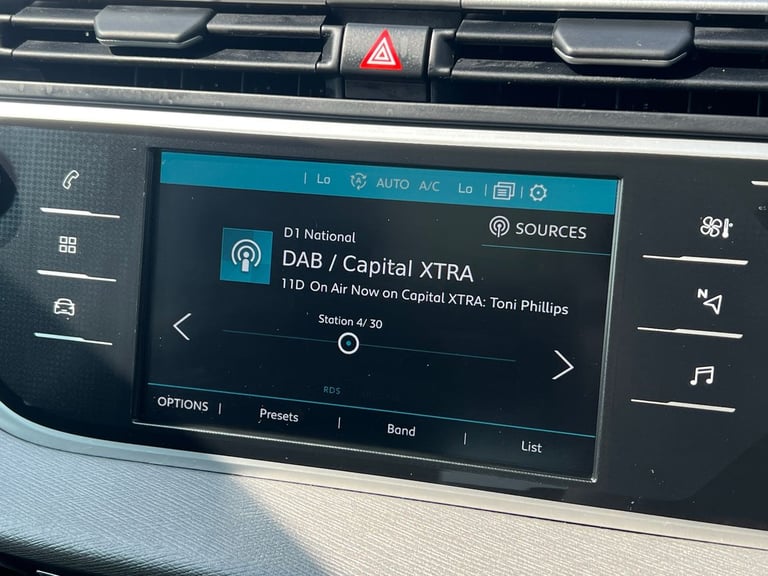 Lo AUTO A/C Lo
SOURCES
D1 National
DAB / Capital XTRA
11D On Air Now on Capital XTRA: Toni Phillips
Station 4/30
RDS
OPTIONS | Presets | Band | List
N